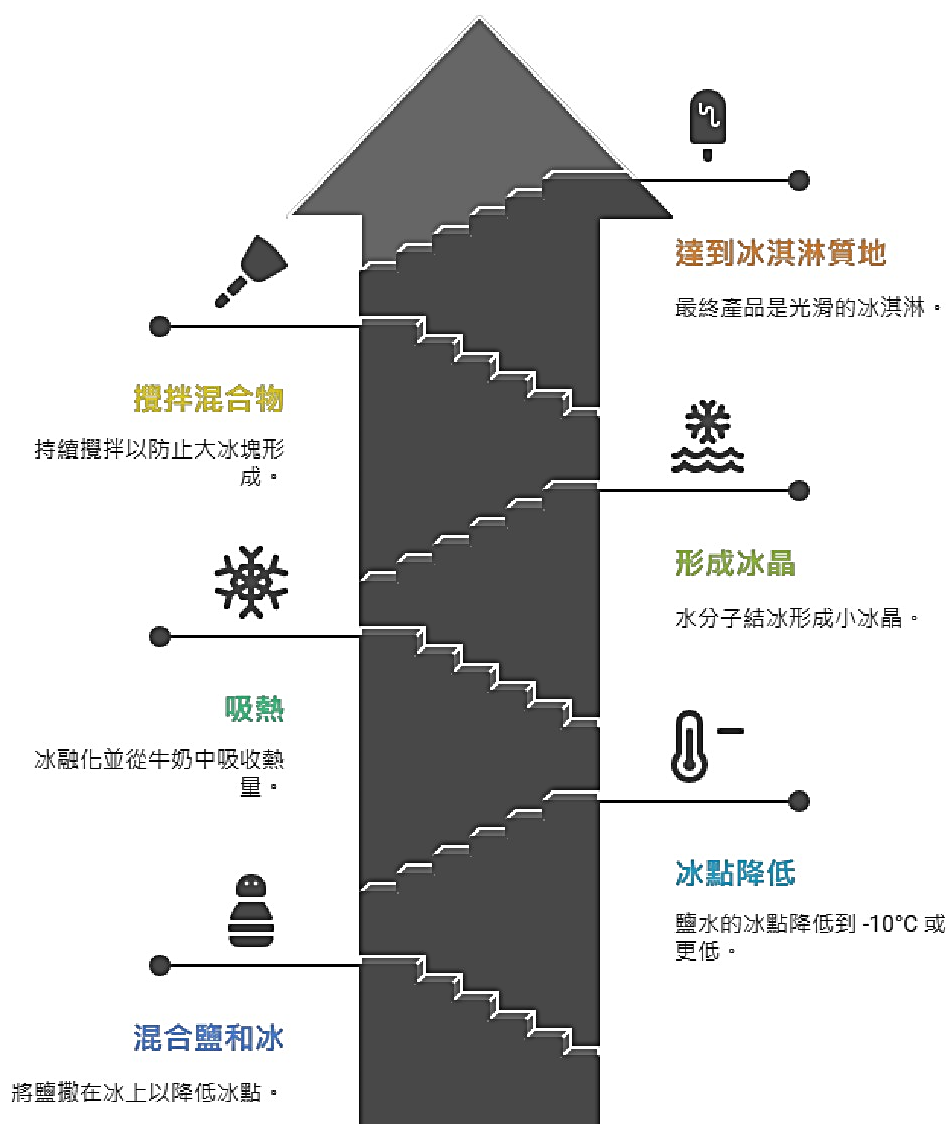 達到冰淇淋質地
最終產品是光滑的冰淇淋。
攪拌混合物
持續攪拌以防止大冰塊形
成。
形成冰晶
水分子結冰形成小冰晶。
吸熱
冰融化並從牛奶中吸收熱
量。
冰點降低
鹽水的冰點降低到 -10°C 或
更低。
混合鹽和冰
將鹽撒在冰上以降低冰點。